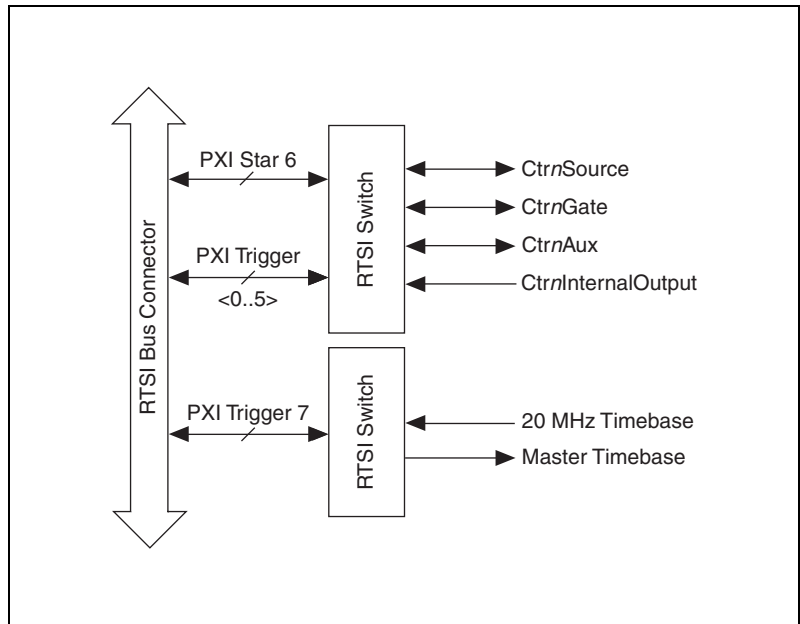 RTSI Bus Connector
PXI Star 6
PXI Trigger
<0..5>
PXI Trigger 7
RTSI Switch
RTSI Switch
CtrnSource
CtrnGate
CtrnAux
CtrnInternalOutput
20 MHz Timebase
Master Timebase